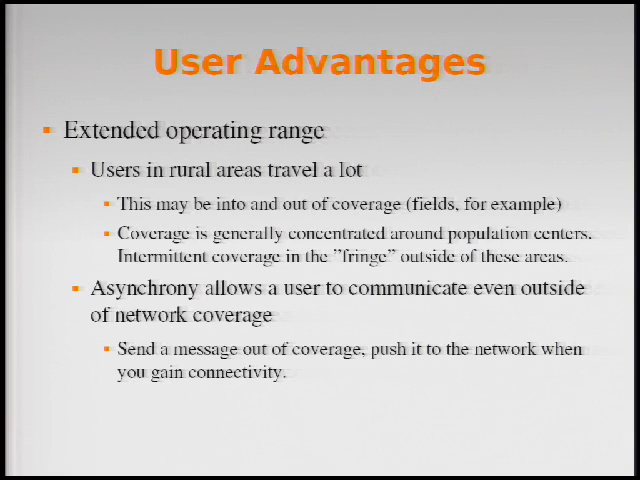 User Advantages
Extended operating range
Users in rural areas travel a lot
This may be into and out of coverage (fields, for example)
Coverage is generally concentrated around population centers.
Intermittent coverage in the ”fringe” outside of these areas.
Asynchrony allows a user to communicate even outside
of network coverage
Send a message out of coverage, push it to the network when
you gain connectivity.